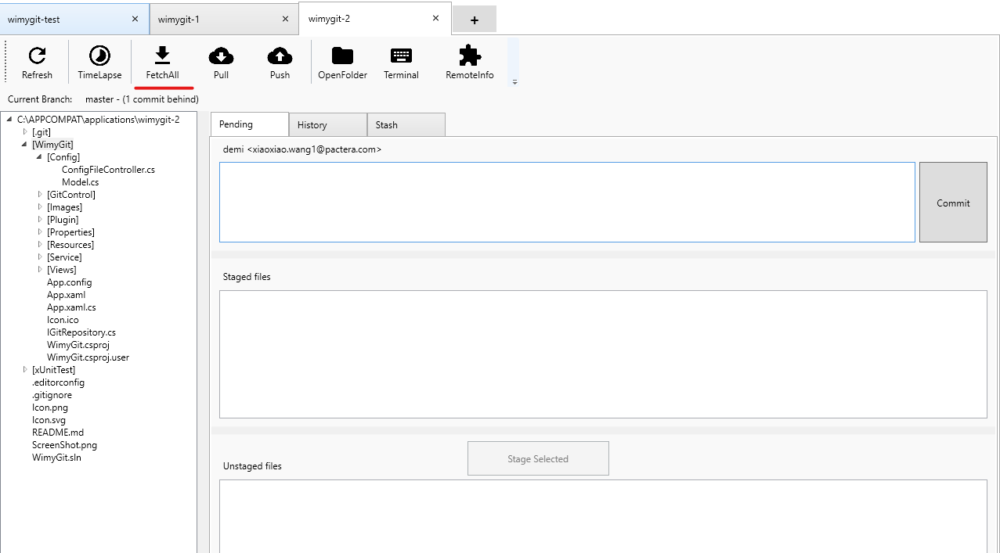 wimygit-test
wimygit-1
wimygit-2
Refresh
TimeLapse
FetchAll
Pull
Push
OpenFolder
Terminal
RemoteInfo
Current Branch: master - (1 commit behind)
C:\APPCOMPAT\applications\wimygit-2
[.git]
[WimyGit]
[Config]
ConfigFileController.cs
Model.cs
[GitControl]
[Images]
[Plugin]
[Properties]
[Resources]
[Service]
[Views]
App.config
App.xaml
App.xaml.cs
Icon.ico
IGitRepository.cs
WimyGit.csproj
WimyGit.csproj.user
[xUnitTest]
.editorconfig
.gitignore
Icon.png
Icon.svg
README.md
ScreenShot.png
WimyGit.sln
Pending
History
Stash
demi <xiaoxiao.wang1@pactera.com>
Commit
Staged files
Stage Selected
Unstaged files